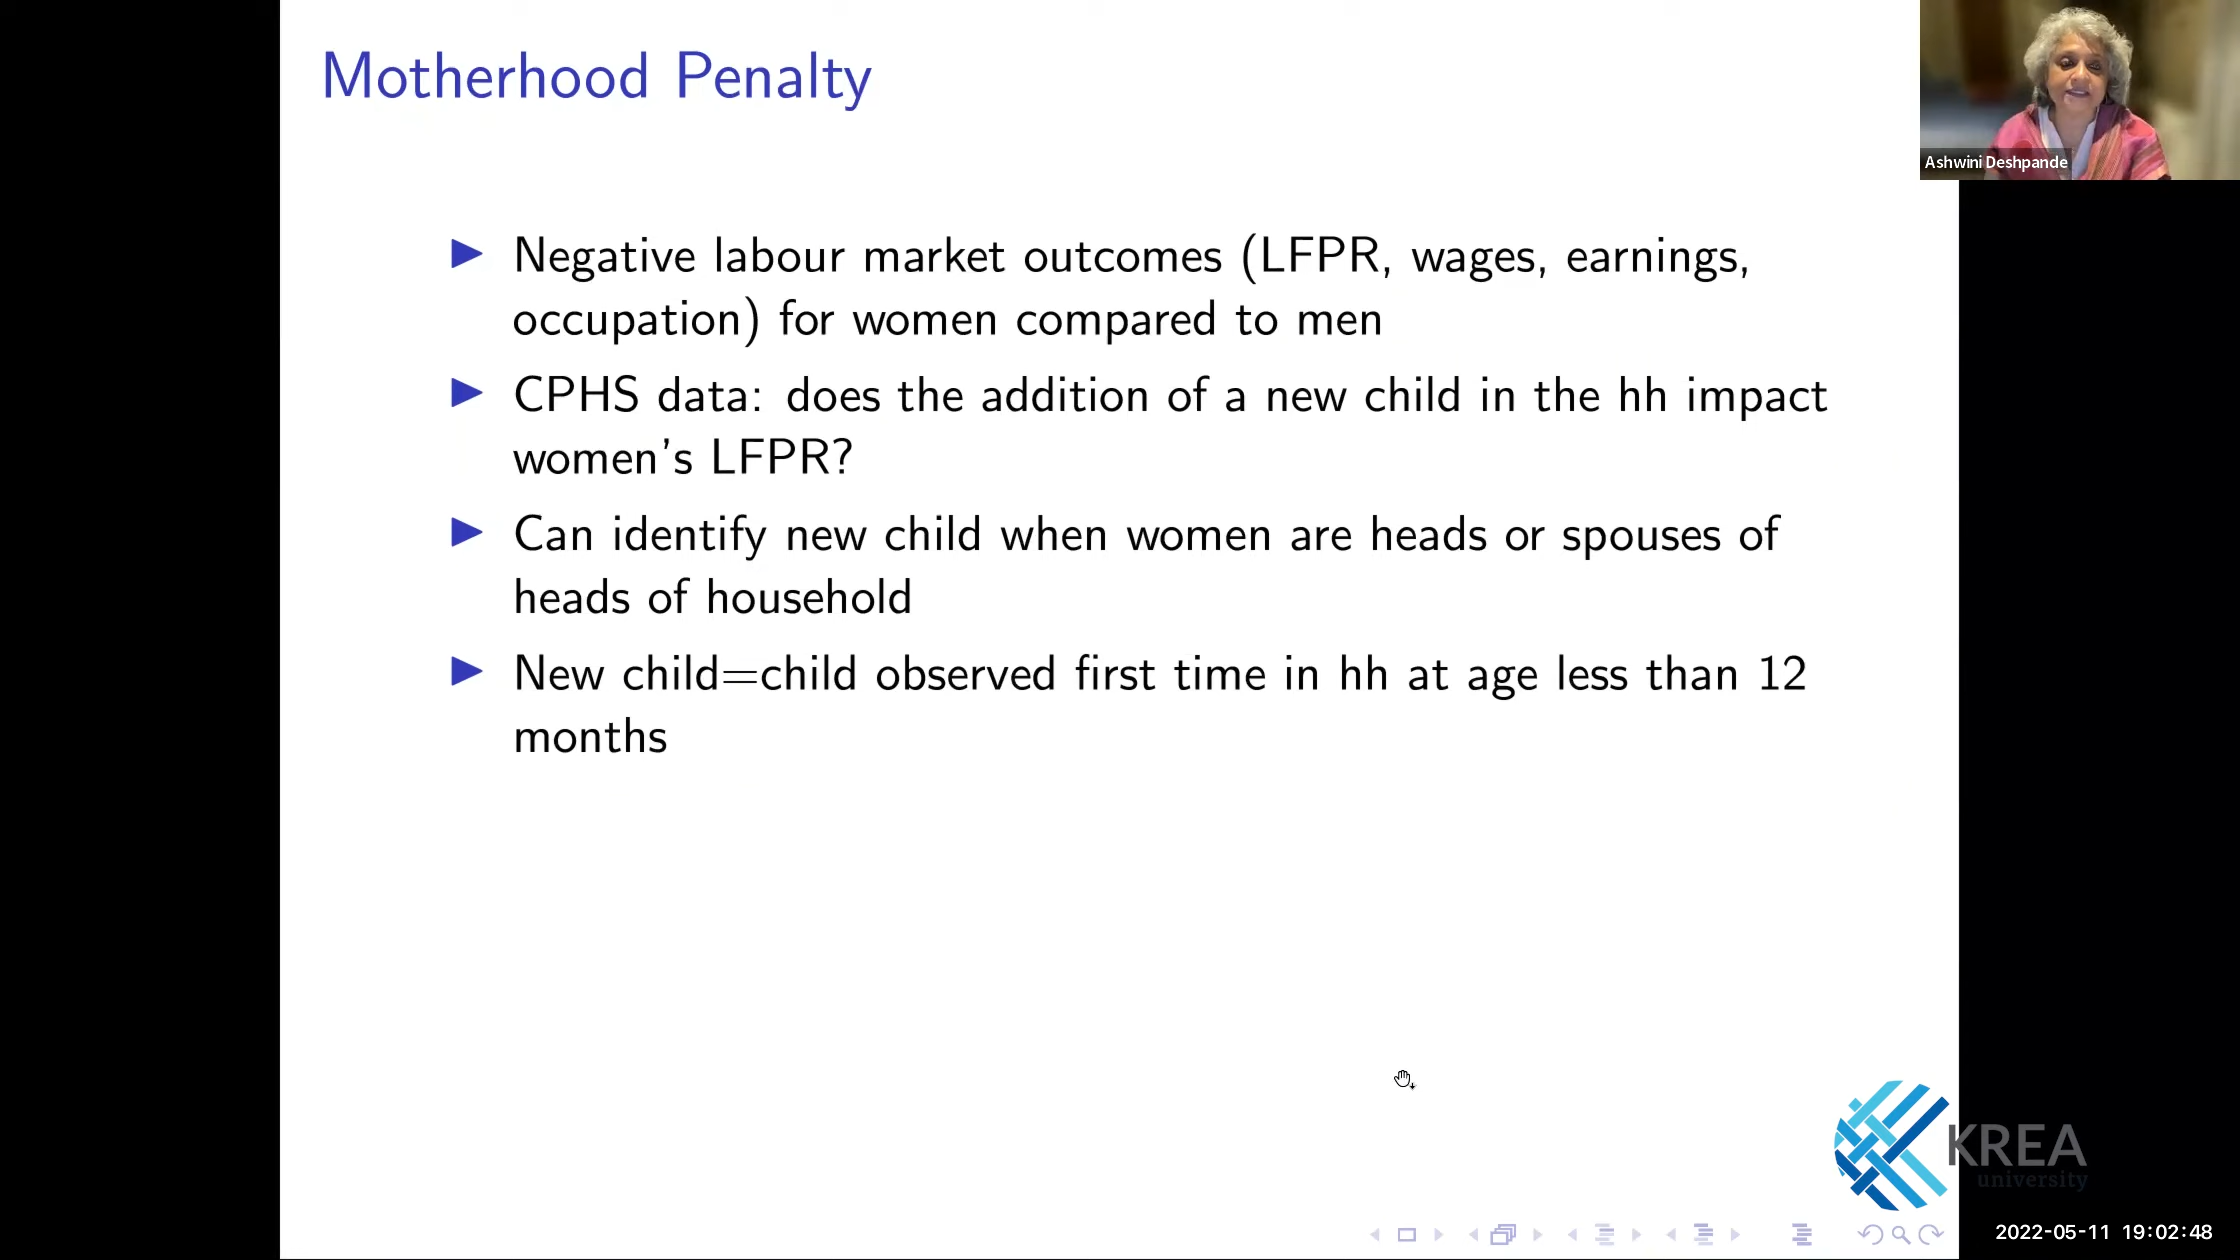 Motherhood Penalty
Ashwini Deshpande
Negative labour market outcomes (LFPR, wages, earnings,
occupation) for women compared to men
CPHS data: does the addition of a new child in the hh impact
women's LFPR?
Can identify new child when women are heads or spouses of
heads of household
New child=child observed first time in hh at age less than 12
months
KREA
university
2022-05-11 19:02:48